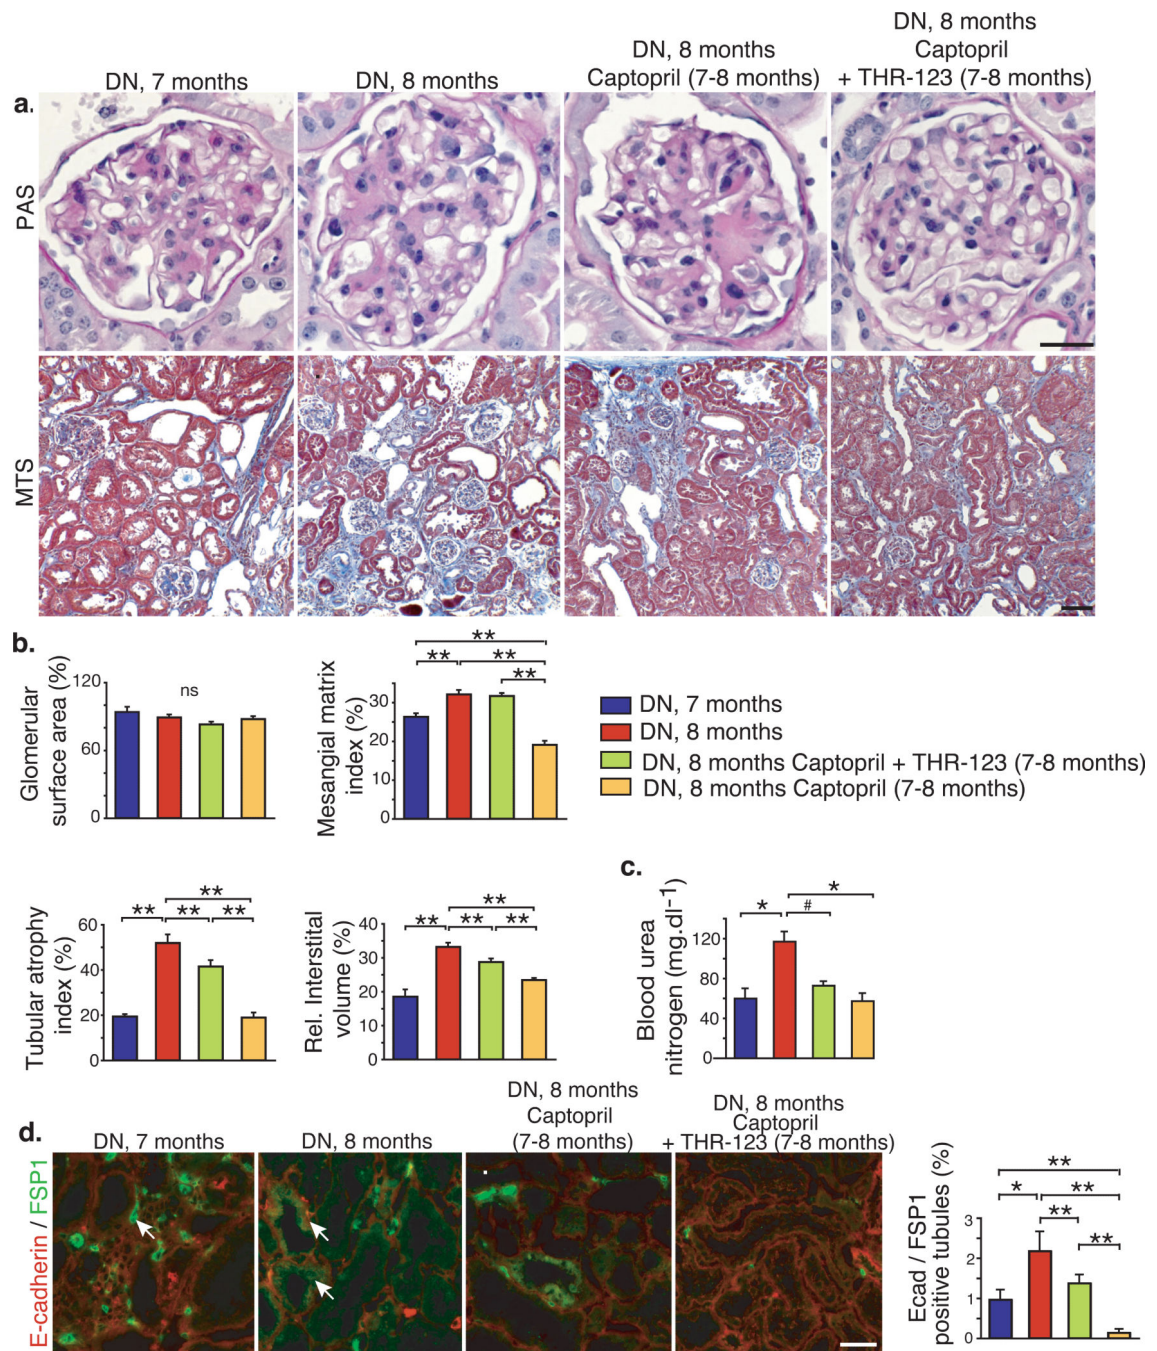 DN, 7 months
DN, 8 months
DN, 8 months
Captopril (7-8 months)
DN, 8 months
Captopril
+ THR-123 (7-8 months)
a.
PAS
MTS
b.
Glomerular
surface area (%)
120
60
0
ns
Mesangial matrix
index (%)
30
20
10
0
**
** **
**
DN, 7 months
DN, 8 months
DN, 8 months Captopril + THR-123 (7-8 months)
DN, 8 months Captopril (7-8 months)
Tubular atrophy
index (%)
60
40
20
0
**
** ** **
Rel. Interstital
volume (%)
40
30
20
10
0
**
** ** **
c.
Blood urea
nitrogen (mg.dl-1)
120
80
40
0
*
* #
d.
DN, 7 months
DN, 8 months
DN, 8 months
Captopril
(7-8 months)
DN, 8 months
Captopril
+ THR-123 (7-8 months)
E-cadherin / FSP1
Ecad / FSP1
positive tubules (%)
3
2
1
0
**
* **
**
**